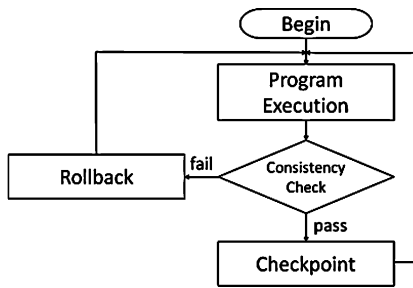 Begin
Program
Execution
Consistency
Check
fail
Rollback
pass
Checkpoint